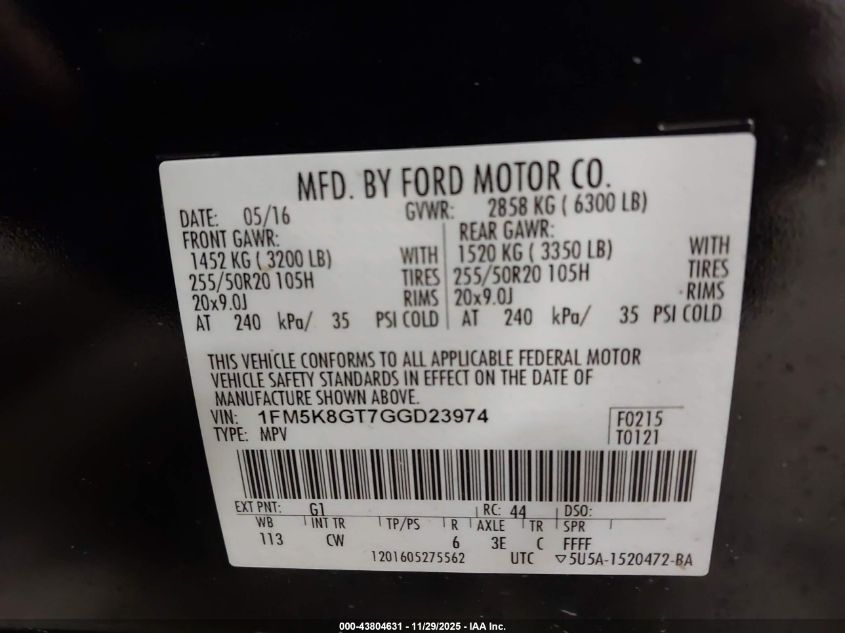 MFD. BY FORD MOTOR CO.
DATE: 05/16 GVWR: 2858 KG ( 6300 LB)
FRONT GAWR: REAR GAWR:
1452 KG ( 3200 LB) WITH 1520 KG ( 3350 LB) WITH
255/50R20 105H TIRES 255/50R20 105H TIRES
20x9.0J RIMS 20x9.0J RIMS
AT 240 kPa/ 35 PSI COLD AT 240 kPa/ 35 PSI COLD
THIS VEHICLE CONFORMS TO ALL APPLICABLE FEDERAL MOTOR
VEHICLE SAFETY STANDARDS IN EFFECT ON THE DATE OF
MANUFACTURE SHOWN ABOVE.
VIN: 1FM5K8GT7GGD23974 F0215
TYPE: MPV T0121
EXT PNT: G1 RC: 44 DSO:
WB INT TR TP/PS R AXLE TR SPR
113 CW 6 3E C FFFF
1201605275562 UTC ▽5U5A-1520472-BA
000-43804631 - 11/29/2025 - IAA Inc.